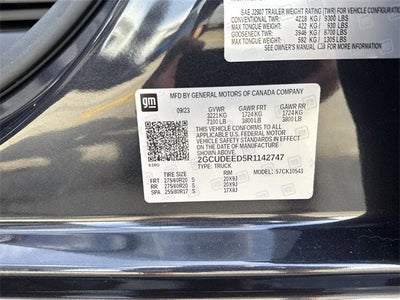 SAE J2807 TRAILER WEIGHT RATING (TWR) FOR VEHICLE CONFIGURATION
CONVENTIONAL TWR: 4218 KG / 9300 LBS
MAX TONGUE WEIGHT: 422 KG / 930 LBS
GOOSENECK TWR: 3946 KG / 8700 LBS
MAX TONGUE WEIGHT: 592 KG / 1305 LBS
SEE OWNER'S MANUAL FOR MORE INFORMATION
gm
MFD BY GENERAL MOTORS OF CANADA COMPANY
09/23 GVWR GAWR FRT GAWR RR
3221 KG 1724 KG 1724 KG
7100 LB 3800 LB 3800 LB
THIS VEHICLE CONFORMS TO ALL APPLICABLE
U.S. FEDERAL MOTOR VEHICLE SAFETY
STANDARDS IN EFFECT ON THE DATE OF
MANUFACTURE SHOWN ABOVE.
2GCUDEED5R1142747
TYPE: TRUCK
MODEL: S7CK10543
TIRE SIZE RIM
FRT 275/60R20 20X9J
RR 275/60R20 20X9J
SPA 255/80R17 17X8J